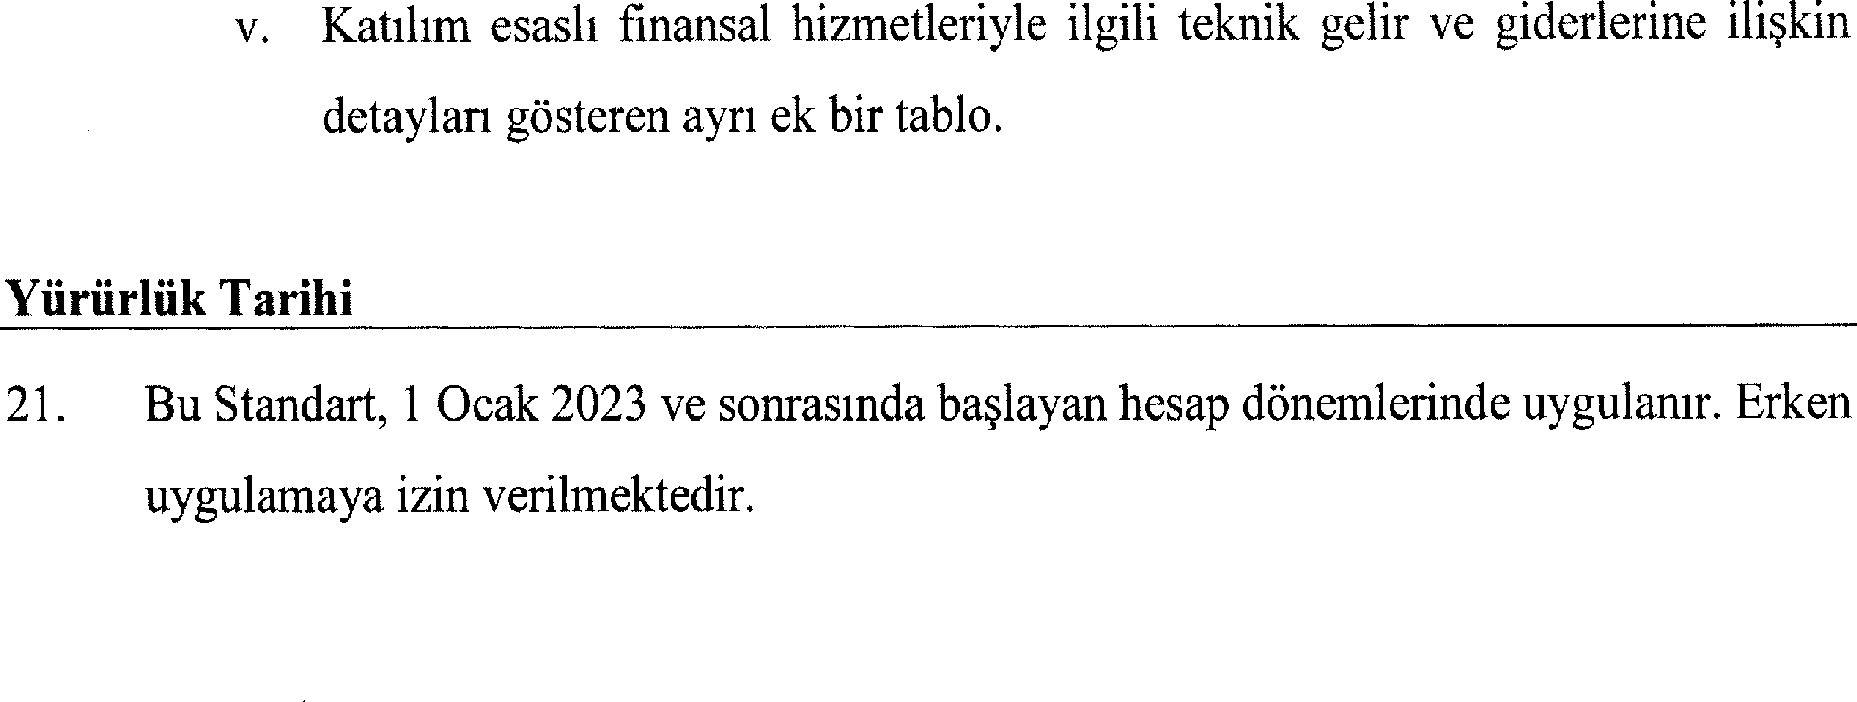 v. Katılım esaslı finansal hizmetleriyle ilgili teknik gelir ve giderlerine ilişkin
detayları gösteren ayrı ek bir tablo.
Yürürlük Tarihi
21. Bu Standart, 1 Ocak 2023 ve sonrasında başlayan hesap dönemlerinde uygulanır. Erken
uygulamaya izin verilmektedir.